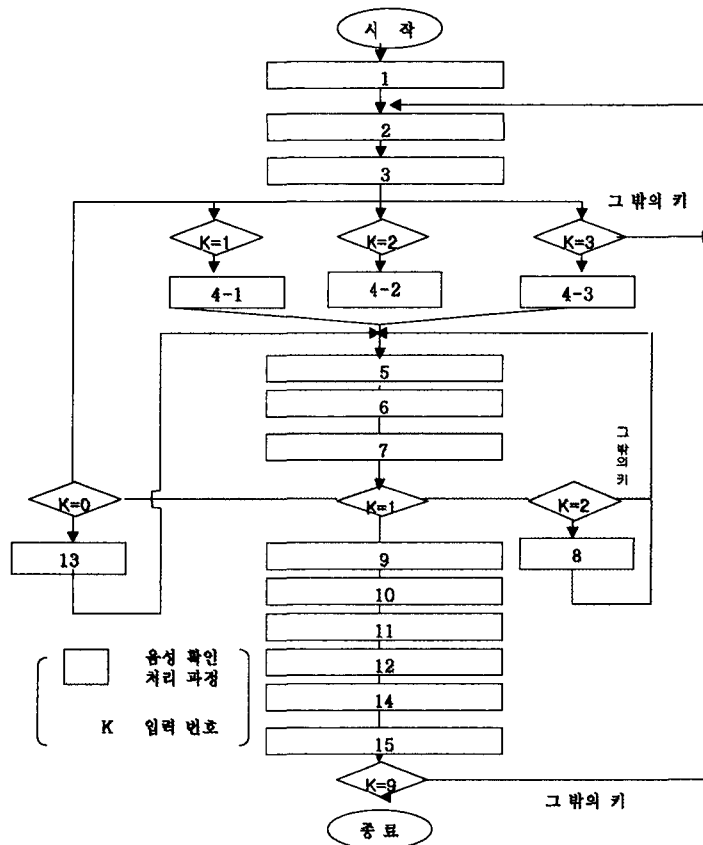 시 작
1
2
3
그 밖의 키
K=1
K=2
K=3
4-1
4-2
4-3
5
6
7
그 밖의 키
K=0
K=1
K=2
13
9
8
10
11
12
14
15
음성 확인
처리 과정
K 입력 번호
K=9
그 밖의 키
종 료